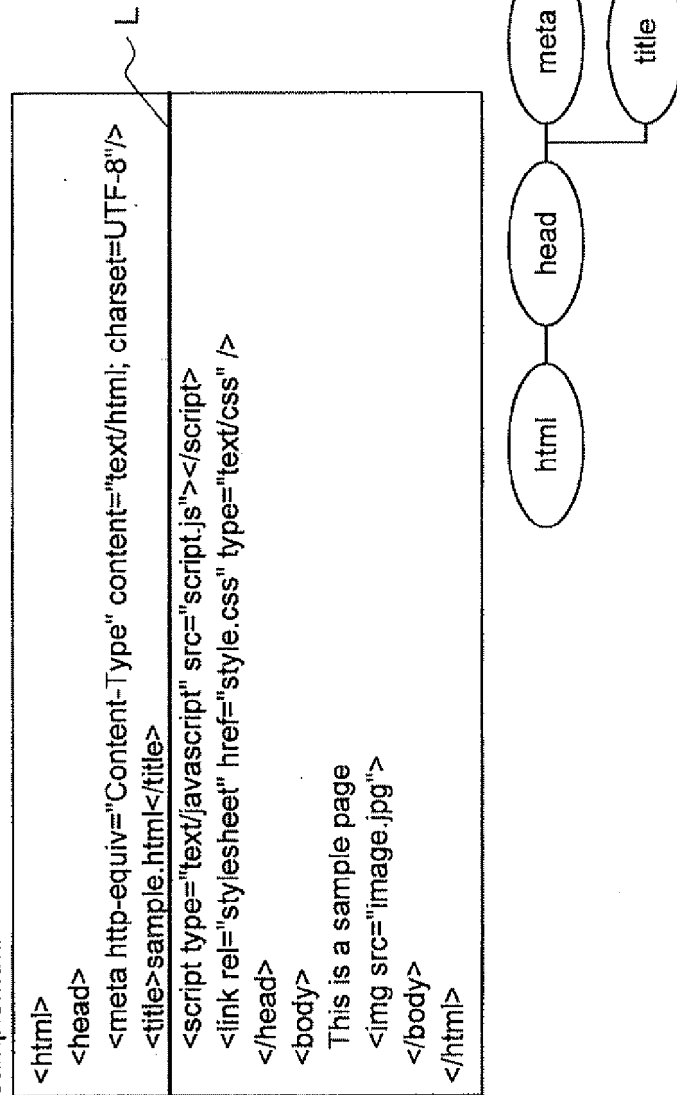 <html>
<head>
<meta http-equiv="Content-Type" content="text/html; charset=UTF-8"/>
<title>sample.html</title>
<script type="text/javascript" src="script.js"></script>
<link rel="stylesheet" href="style.css" type="text/css" />
</head>
<body>
This is a sample page
<img src="image.jpg">
</body>
</html>
L
html
head
meta
title